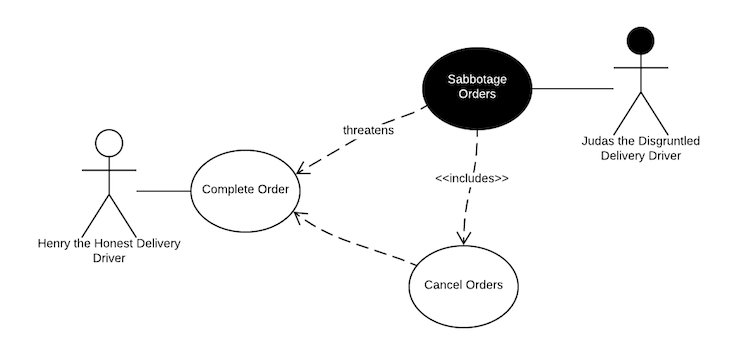 Sabbotage
Orders
threatens
Judas the Disgruntled
Delivery Driver
<<includes>>
Complete Order
Henry the Honest Delivery
Driver
Cancel Orders